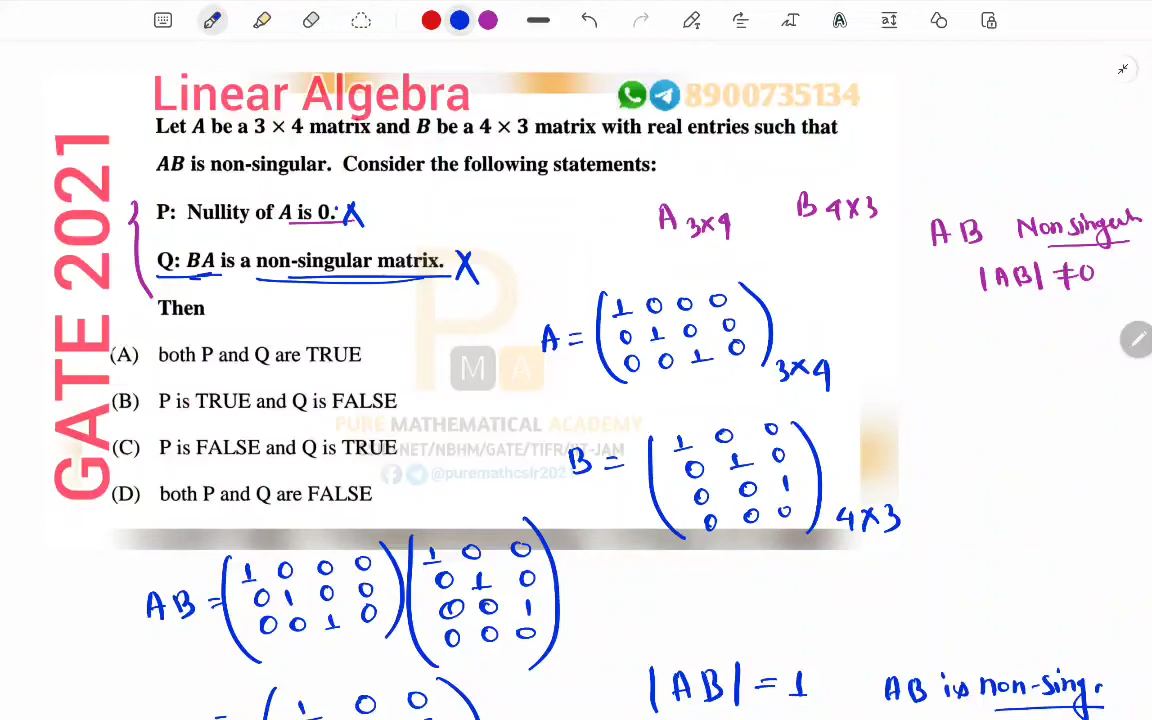 Linear Algebra
8900735134
GATE 2021
Let A be a 3 × 4 matrix and B be a 4 × 3 matrix with real entries such that
AB is non-singular. Consider the following statements:
P: Nullity of A is 0. X
Q: BA is a non-singular matrix. X
Then
(A) both P and Q are TRUE
(B) P is TRUE and Q is FALSE
(C) P is FALSE and Q is TRUE
(D) both P and Q are FALSE
PURE MATHEMATICAL ACADEMY
MA
A 3×4
B 4×3
AB
|AB| ≠ 0
A = ( 1 0 0 0
0 1 0 0
0 0 1 0 ) 3×4
B = ( 1 0 0
0 1 0
0 0 1
0 0 0 ) 4×3
AB = ( 1 0 0 0
0 1 0 0
0 0 1 0 ) ( 1 0 0
0 1 0
0 0 1
0 0 0 )
= ( 1 0 0 )
|AB| = 1
AB is non-sing